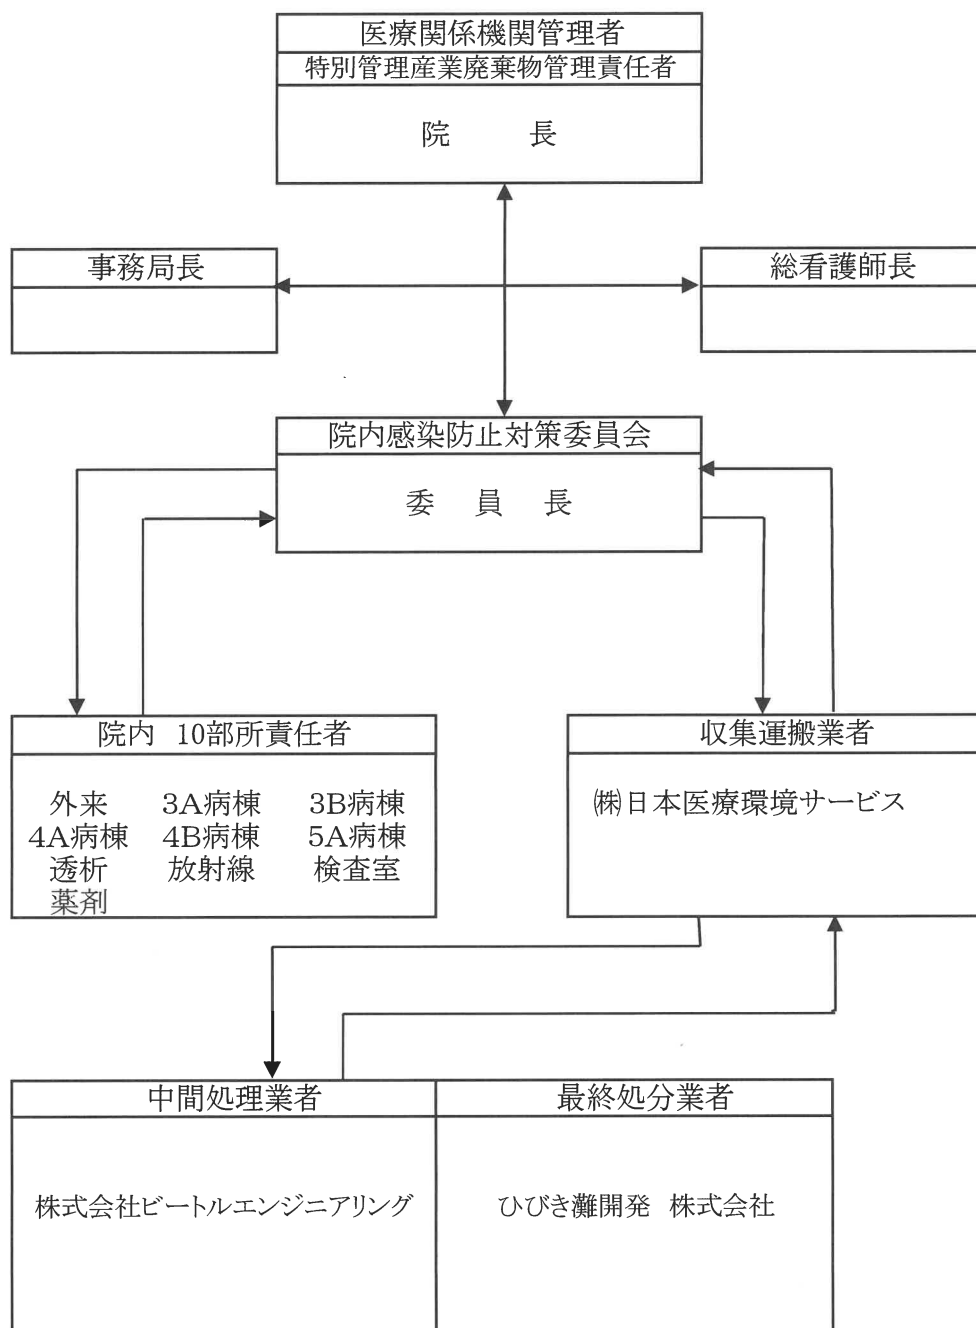 医療関係機関管理者
特別管理産業廃棄物管理責任者
院 長
事務局長
総看護師長
院内感染防止対策委員会
委 員 長
院内 10部所責任者
外来 3A病棟 3B病棟
4A病棟 4B病棟 5A病棟
透析 放射線 検査室
薬剤
収集運搬業者
㈱日本医療環境サービス
中間処理業者
株式会社ビートルエンジニアリング
最終処分業者
ひびき灘開発 株式会社